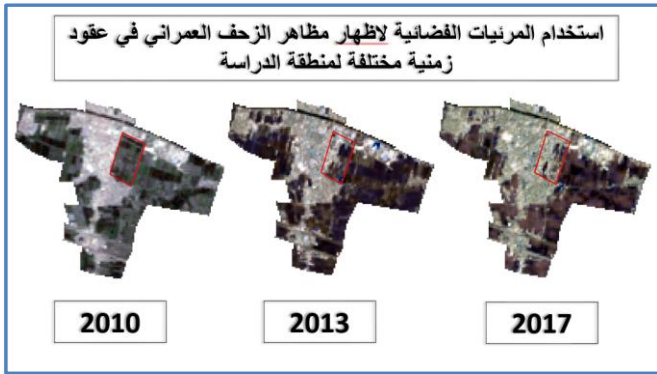 استخدام المرئيات الفضائية لاظهار مظاهر الزحف العمراني في عقود
زمنية مختلفة لمنطقة الدراسة
2010
2013
2017